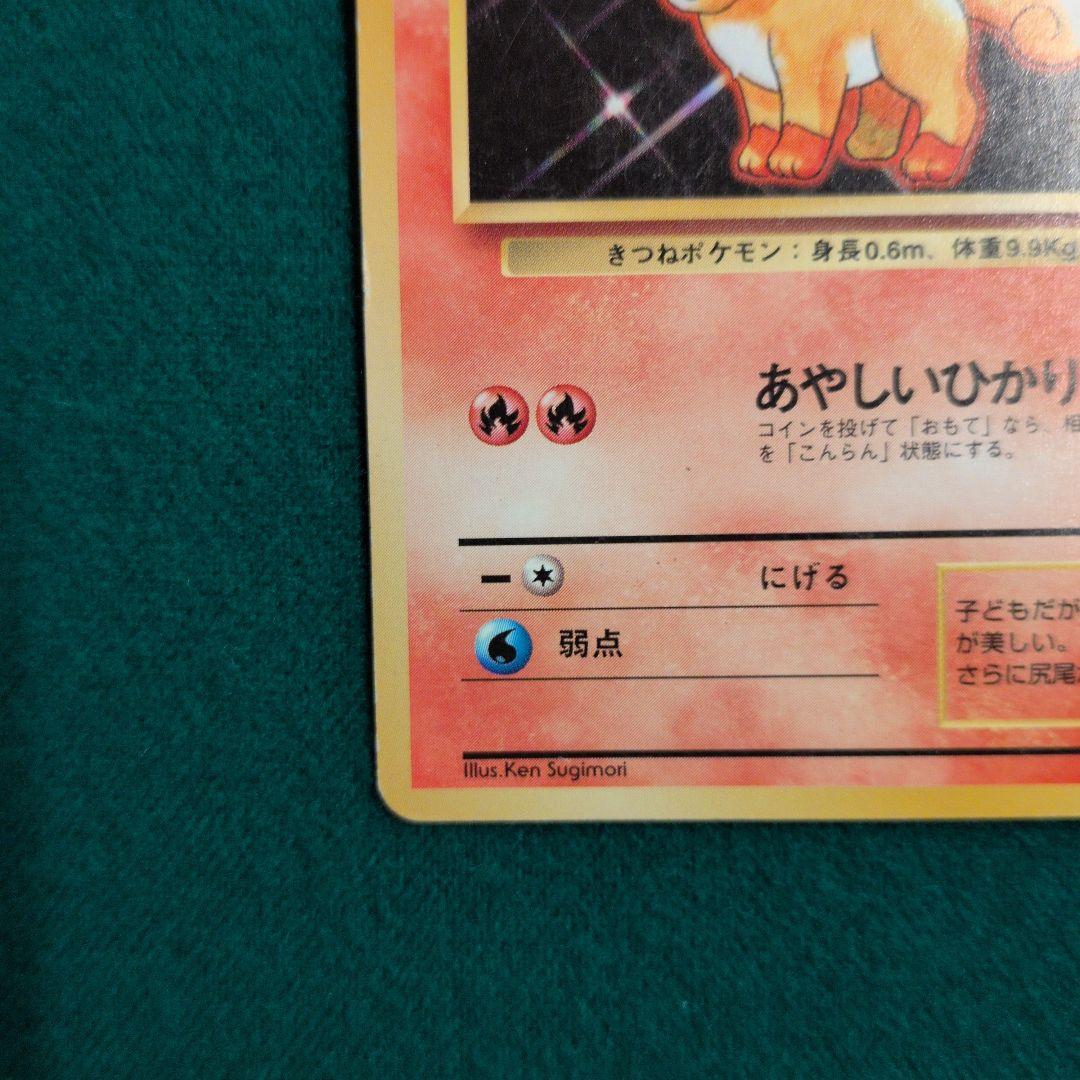 きつねポケモン：身長0.6m、体重9.9Kg
あやしいひかり
コインを投げて「おもて」なら、相
を「こんらん」状態にする。
にげる
弱点
子どもだが
が美しい。
さらに尻尾が
Illus.Ken Sugimori